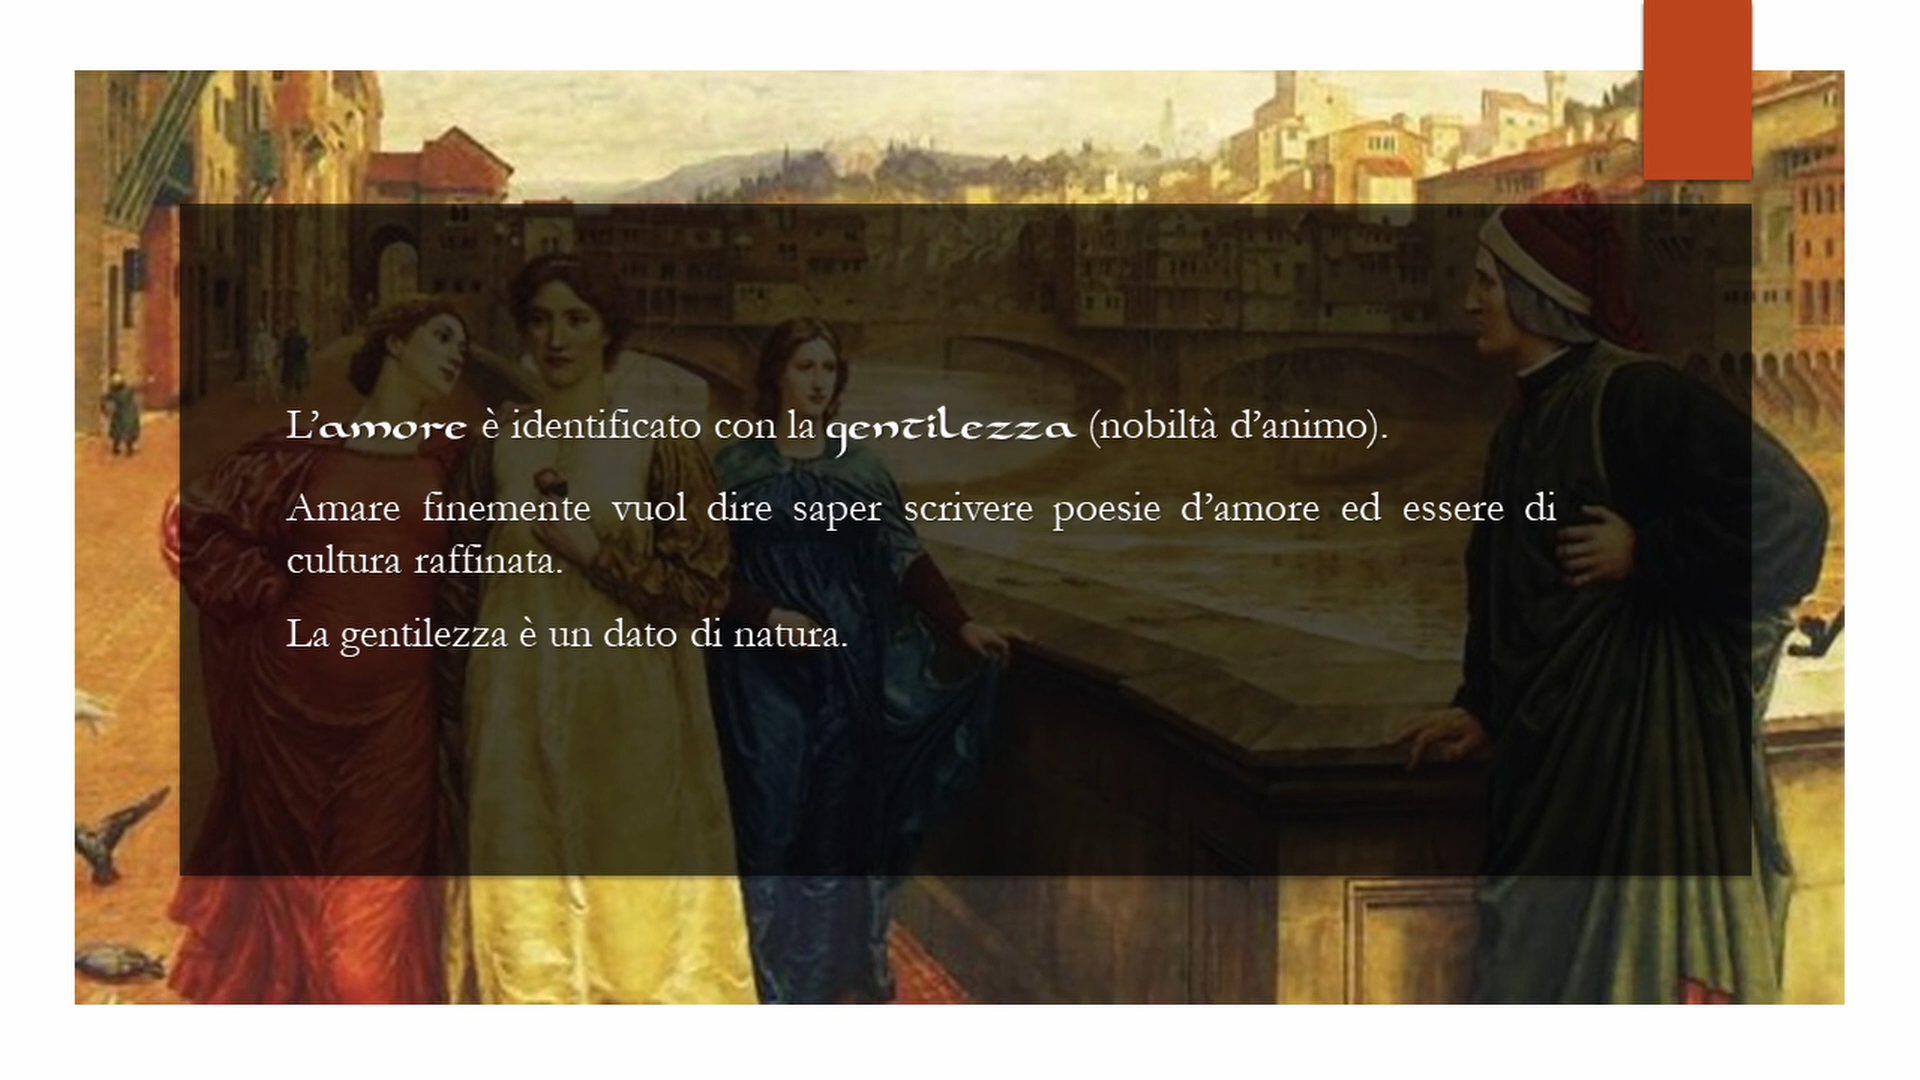 L’amore è identificato con la gentilezza (nobiltà d’animo).
Amare finemente vuol dire saper scrivere poesie d’amore ed essere di
cultura raffinata.
La gentilezza è un dato di natura.